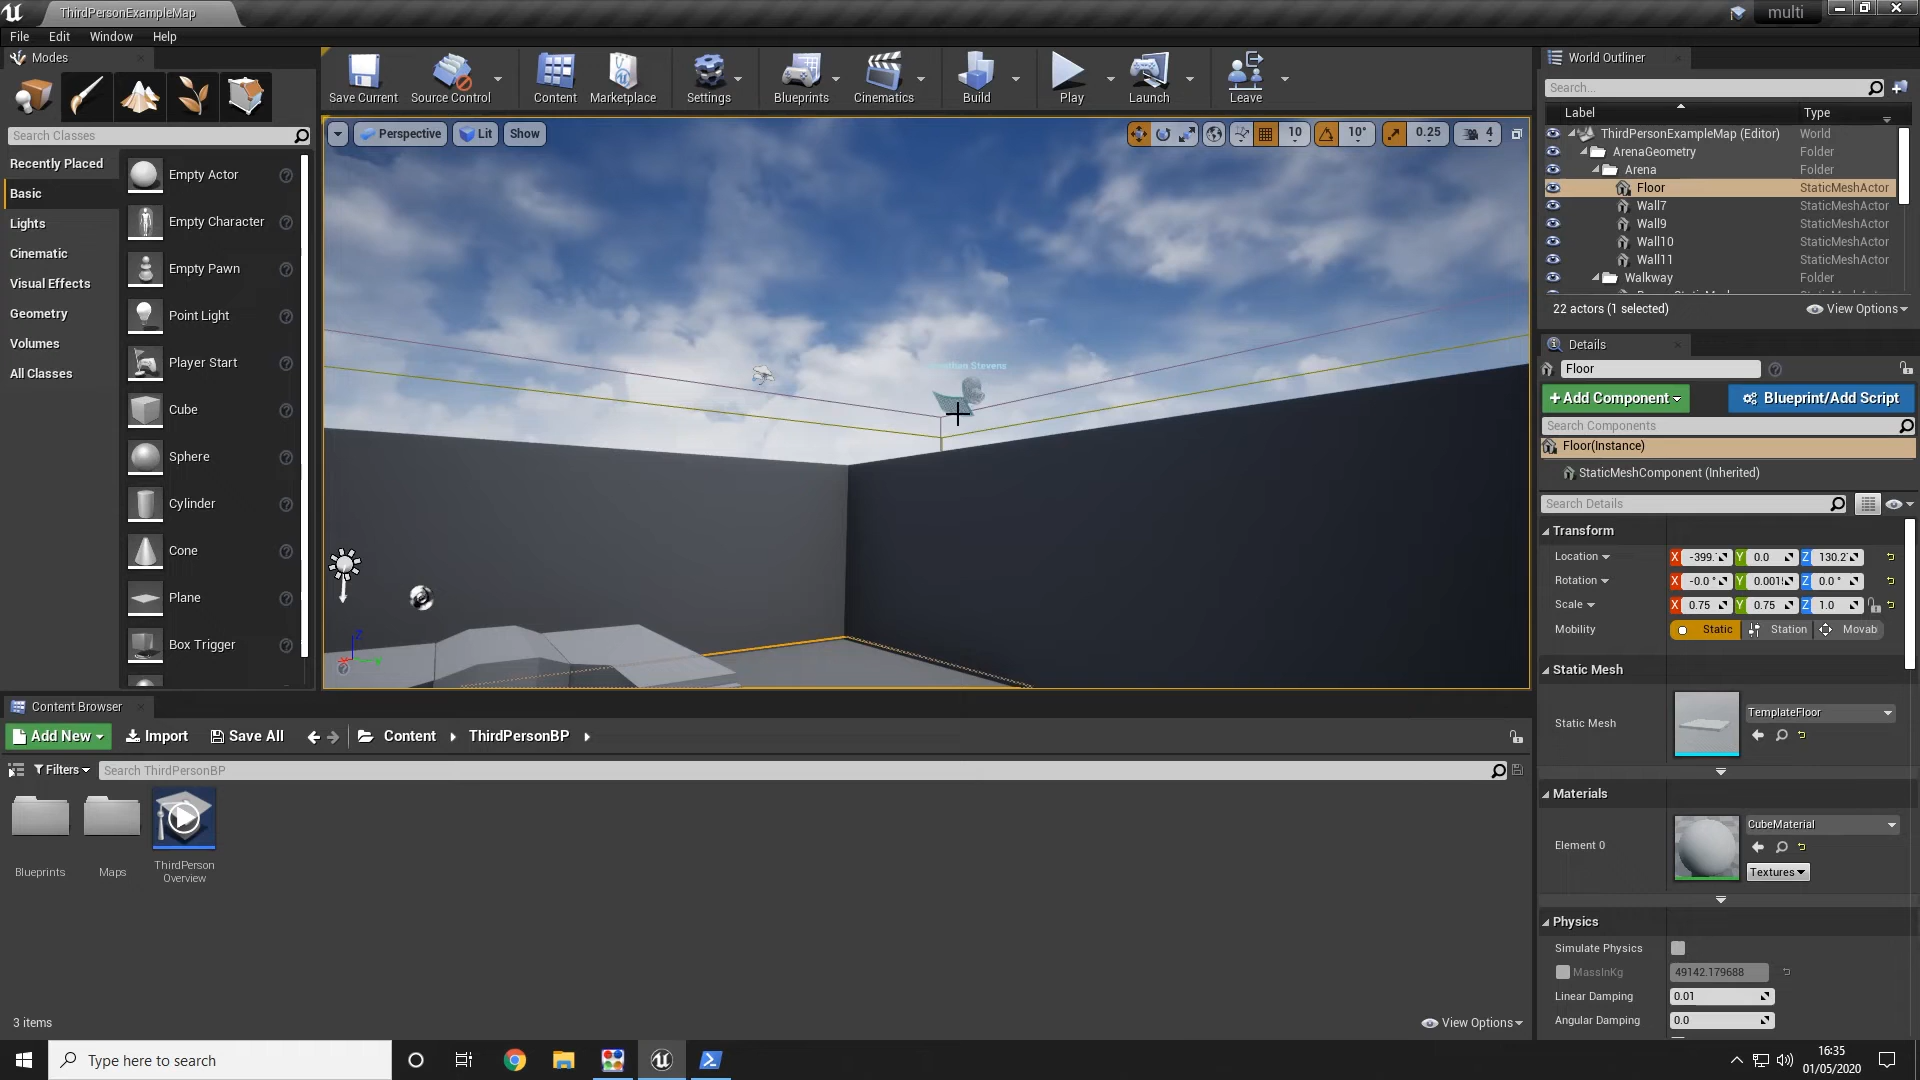 ThirdPersonExampleMap
multi
File Edit Window Help
Modes
Search Classes
Recently Placed
Basic
Lights
Cinematic
Visual Effects
Geometry
Volumes
All Classes
Empty Actor
Empty Character
Empty Pawn
Point Light
Player Start
Cube
Sphere
Cylinder
Cone
Plane
Box Trigger
Save Current
Source Control
Content
Marketplace
Settings
Blueprints
Cinematics
Build
Play
Launch
Leave
Perspective
Lit
Show
10
10°
0.25
4
Stevens
Z
World Outliner
Search...
Label Type
ThirdPersonExampleMap (Editor) World
ArenaGeometry Folder
Arena Folder
Floor StaticMeshActor
Wall7 StaticMeshActor
Wall9 StaticMeshActor
Wall10 StaticMeshActor
Wall11 StaticMeshActor
Walkway Folder
22 actors (1 selected)
View Options
Details
Floor
+Add Component
Blueprint/Add Script
Search Components
Floor(Instance)
StaticMeshComponent (Inherited)
Search Details
Transform
Location X -399. Y 0.0 Z 130.2
Rotation X -0.0 ° Y 0.001 Z 0.0 °
Scale X 0.75 Y 0.75 Z 1.0
Mobility Static Station Movab
Static Mesh
Static Mesh
TemplateFloor
Materials
Element 0
CubeMaterial
Textures
Physics
Simulate Physics
MassInKg 49142.179688
Linear Damping 0.01
Angular Damping 0.0
Content Browser
Add New
Import
Save All
Content
ThirdPersonBP
Filters
Search ThirdPersonBP
Blueprints
Maps
ThirdPerson
Overview
3 items
View Options
Type here to search
16:35
01/05/2020